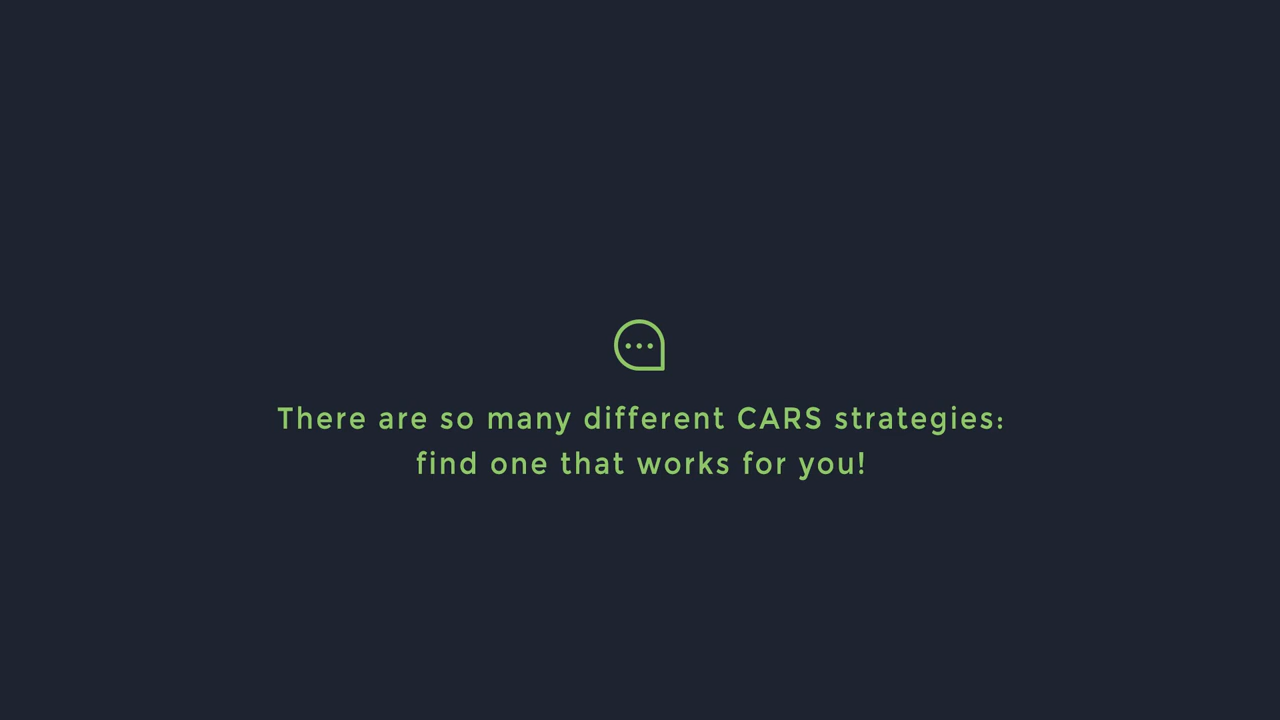 There are so many different CARS strategies:
find one that works for you!